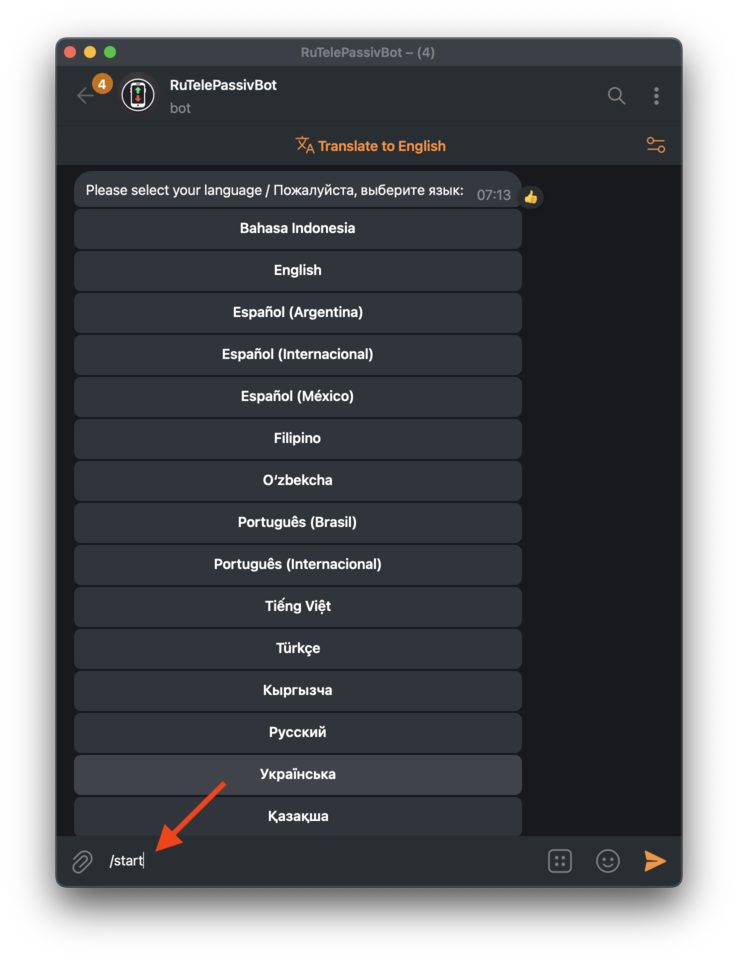 RuTelePassivBot – (4)
4
RuTelePassivBot
bot
Translate to English
Please select your language / Пожалуйста, выберите язык: 07:13
Bahasa Indonesia
English
Español (Argentina)
Español (Internacional)
Español (México)
Filipino
Oʻzbekcha
Português (Brasil)
Português (Internacional)
Tiếng Việt
Türkçe
Кыргызча
Русский
Українська
Қазақша
/start